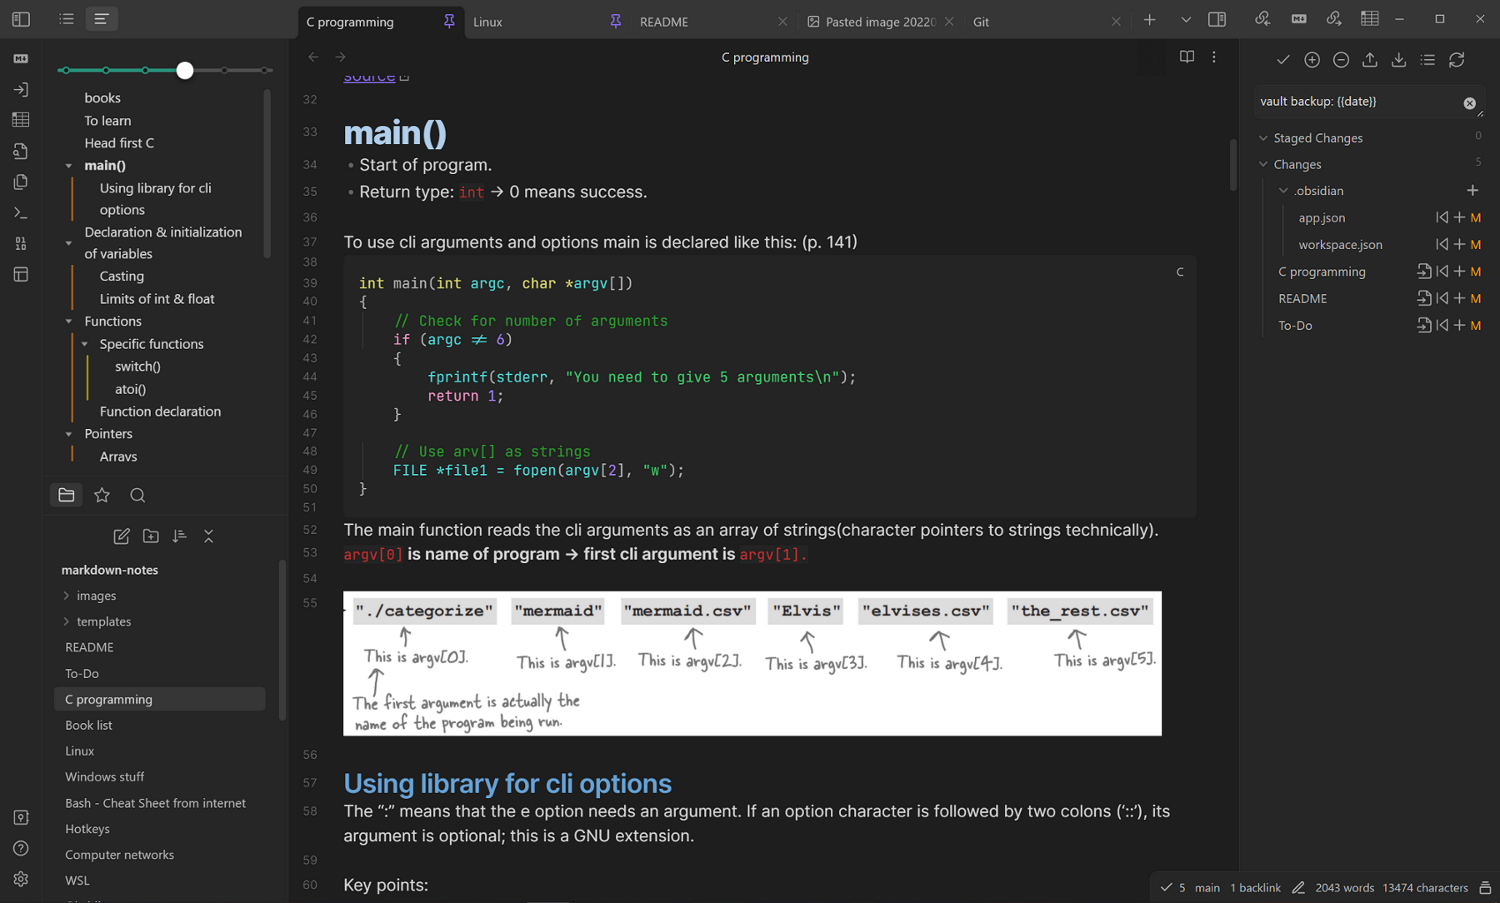 C programming
Linux
README
Pasted image 20220
Git
books
To learn
Head first C
main()
Using library for cli
options
Declaration & initialization
of variables
Casting
Limits of int & float
Functions
Specific functions
switch()
atoi()
Function declaration
Pointers
Arrays
markdown-notes
images
templates
README
To-Do
C programming
Book list
Linux
Windows stuff
Bash - Cheat Sheet from internet
Hotkeys
Computer networks
WSL
C programming
source
32
33 main()
34 • Start of program.
35 • Return type: int → 0 means success.
36
37 To use cli arguments and options main is declared like this: (p. 141)
38
C
39 int main(int argc, char *argv[])
40 {
41 // Check for number of arguments
42 if (argc ≠ 6)
43 {
44 fprintf(stderr, "You need to give 5 arguments\n");
45 return 1;
46 }
47
48 // Use arv[] as strings
49 FILE *file1 = fopen(argv[2], "w");
50 }
51
52 The main function reads the cli arguments as an array of strings(character pointers to strings technically).
53 argv[0] is name of program → first cli argument is argv[1].
54
55
"./categorize" "mermaid" "mermaid.csv" "Elvis" "elvises.csv" "the_rest.csv"
This is argv[0]. This is argv[1]. This is argv[2]. This is argv[3]. This is argv[4]. This is argv[5].
The first argument is actually the
name of the program being run.
56
57 Using library for cli options
58 The “:” means that the e option needs an argument. If an option character is followed by two colons (‘::’), its
argument is optional; this is a GNU extension.
59
60 Key points:
vault backup: {{date}}
Staged Changes 0
Changes 5
.obsidian
app.json M
workspace.json M
C programming M
README M
To-Do M
5 main 1 backlink 2043 words 13474 characters